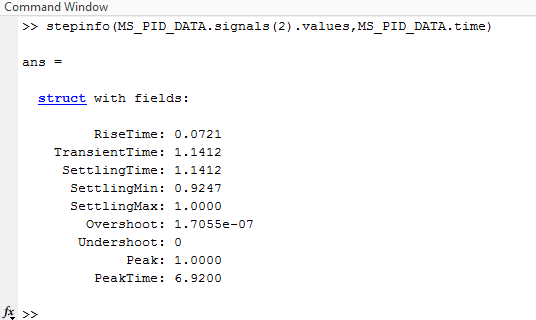 Command Window
>> stepinfo(MS_PID_DATA.signals(2).values,MS_PID_DATA.time)
ans =
struct with fields:
RiseTime: 0.0721
TransientTime: 1.1412
SettlingTime: 1.1412
SettlingMin: 0.9247
SettlingMax: 1.0000
Overshoot: 1.7055e-07
Undershoot: 0
Peak: 1.0000
PeakTime: 6.9200
fx >>